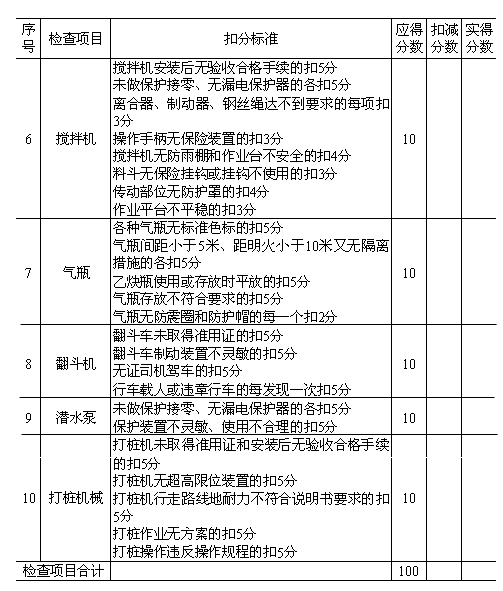 序号 检查项目 扣分标准 应得分数 扣减分数 实得分数
6 搅拌机 10
搅拌机安装后无验收合格手续的扣5分
未做保护接零、无漏电保护器的各扣5分
离合器、制动器、钢丝绳达不到要求的每项扣
3分
操作手柄无保险装置的扣3分
搅拌机无防雨棚和作业台不安全的扣4分
料斗无保险挂钩或挂钩不使用的扣3分
传动部位无防护罩的扣4分
作业平台不平稳的扣3分
7 气瓶 10
各种气瓶无标准色标的扣5分
气瓶间距小于5米、距明火小于10米又无隔离
措施的各扣5分
乙炔瓶使用或存放时平放的扣5分
气瓶存放不符合要求的扣5分
气瓶无防震圈和防护帽的每一个扣2分
8 翻斗机 10
翻斗车未取得准用证的扣5分
翻斗车制动装置不灵敏的扣5分
无证司机驾车的扣5分
行车载人或违章行车的每发现一次扣5分
9 潜水泵 10
未做保护接零、无漏电保护器的各扣5分
保护装置不灵敏、使用不合理的扣5分
10 打桩机械 10
打桩机未取得准用证和安装后无验收合格手续
的扣5分
打桩机无超高限位装置的扣5分
打桩机行走路线地耐力不符合说明书要求的扣
5分
打桩作业无方案的扣5分
打桩操作违反操作规程的扣5分
检查项目合计 100